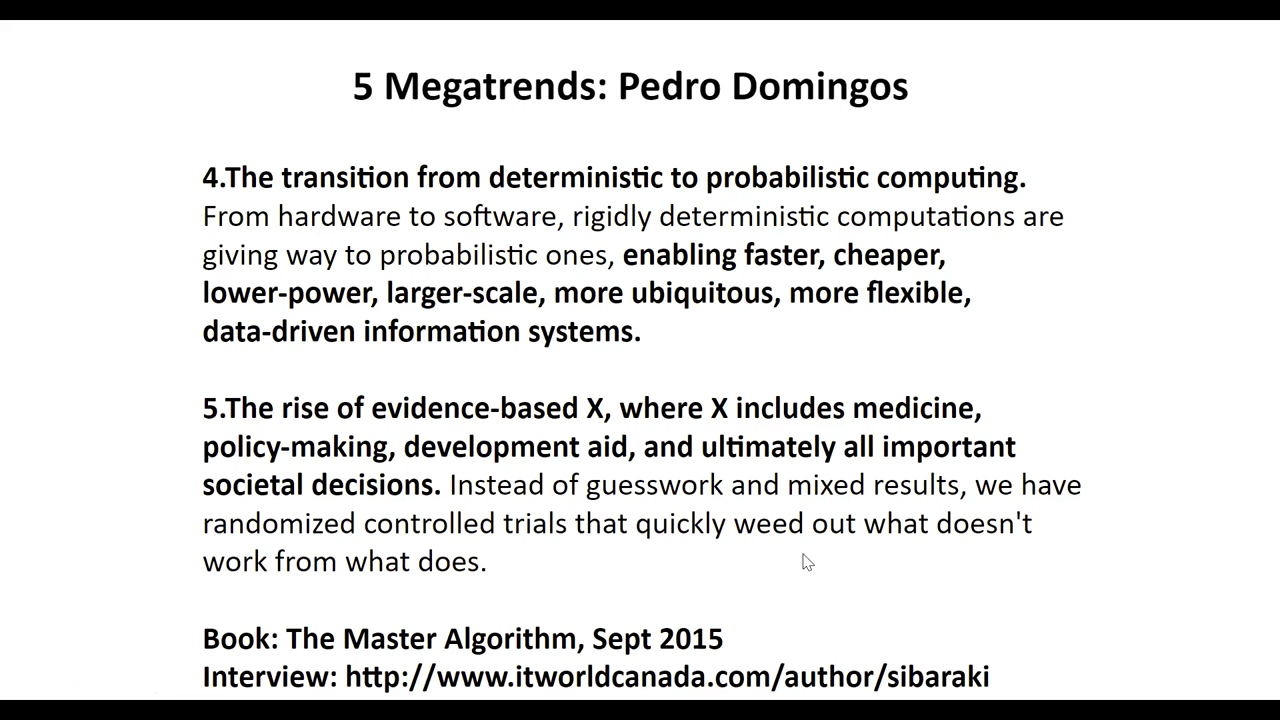 5 Megatrends: Pedro Domingos
4.The transition from deterministic to probabilistic computing.
From hardware to software, rigidly deterministic computations are
giving way to probabilistic ones, enabling faster, cheaper,
lower-power, larger-scale, more ubiquitous, more flexible,
data-driven information systems.
5.The rise of evidence-based X, where X includes medicine,
policy-making, development aid, and ultimately all important
societal decisions. Instead of guesswork and mixed results, we have
randomized controlled trials that quickly weed out what doesn't
work from what does.
Book: The Master Algorithm, Sept 2015
Interview: http://www.itworldcanada.com/author/sibaraki